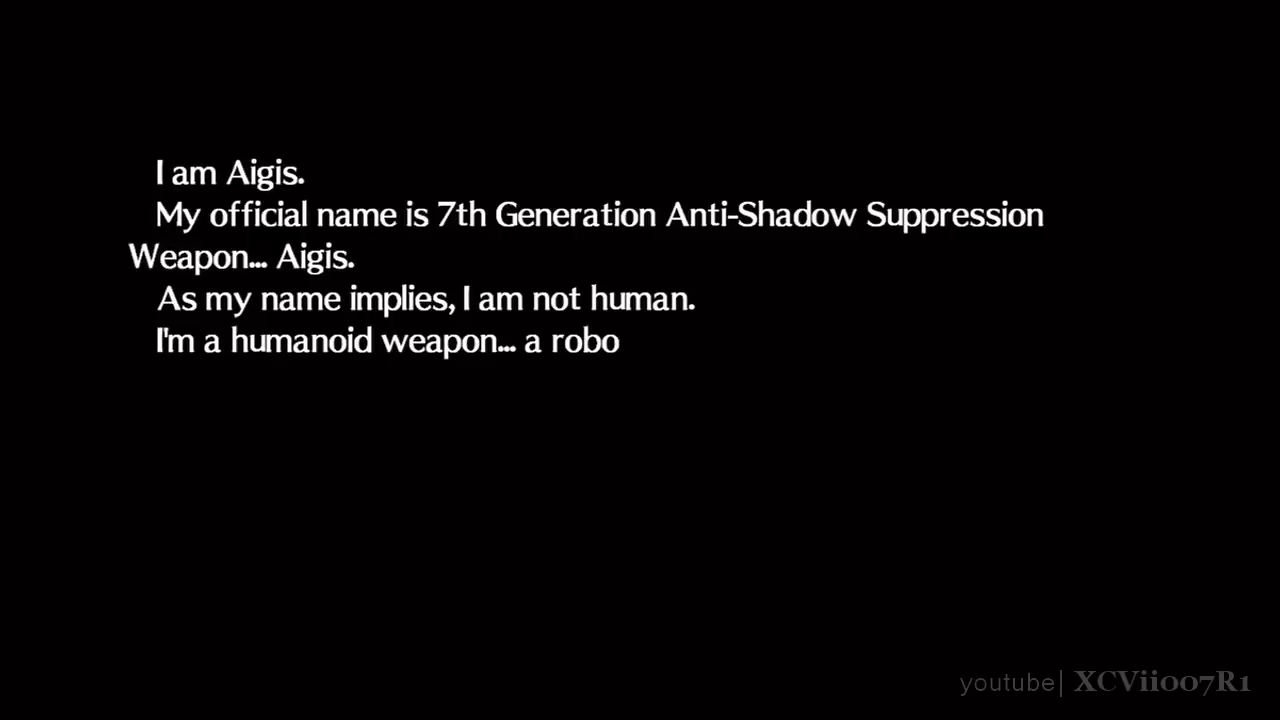 I am Aigis.
My official name is 7th Generation Anti-Shadow Suppression
Weapon... Aigis.
As my name implies, I am not human.
I'm a humanoid weapon... a robo
youtube| XCVii007R1